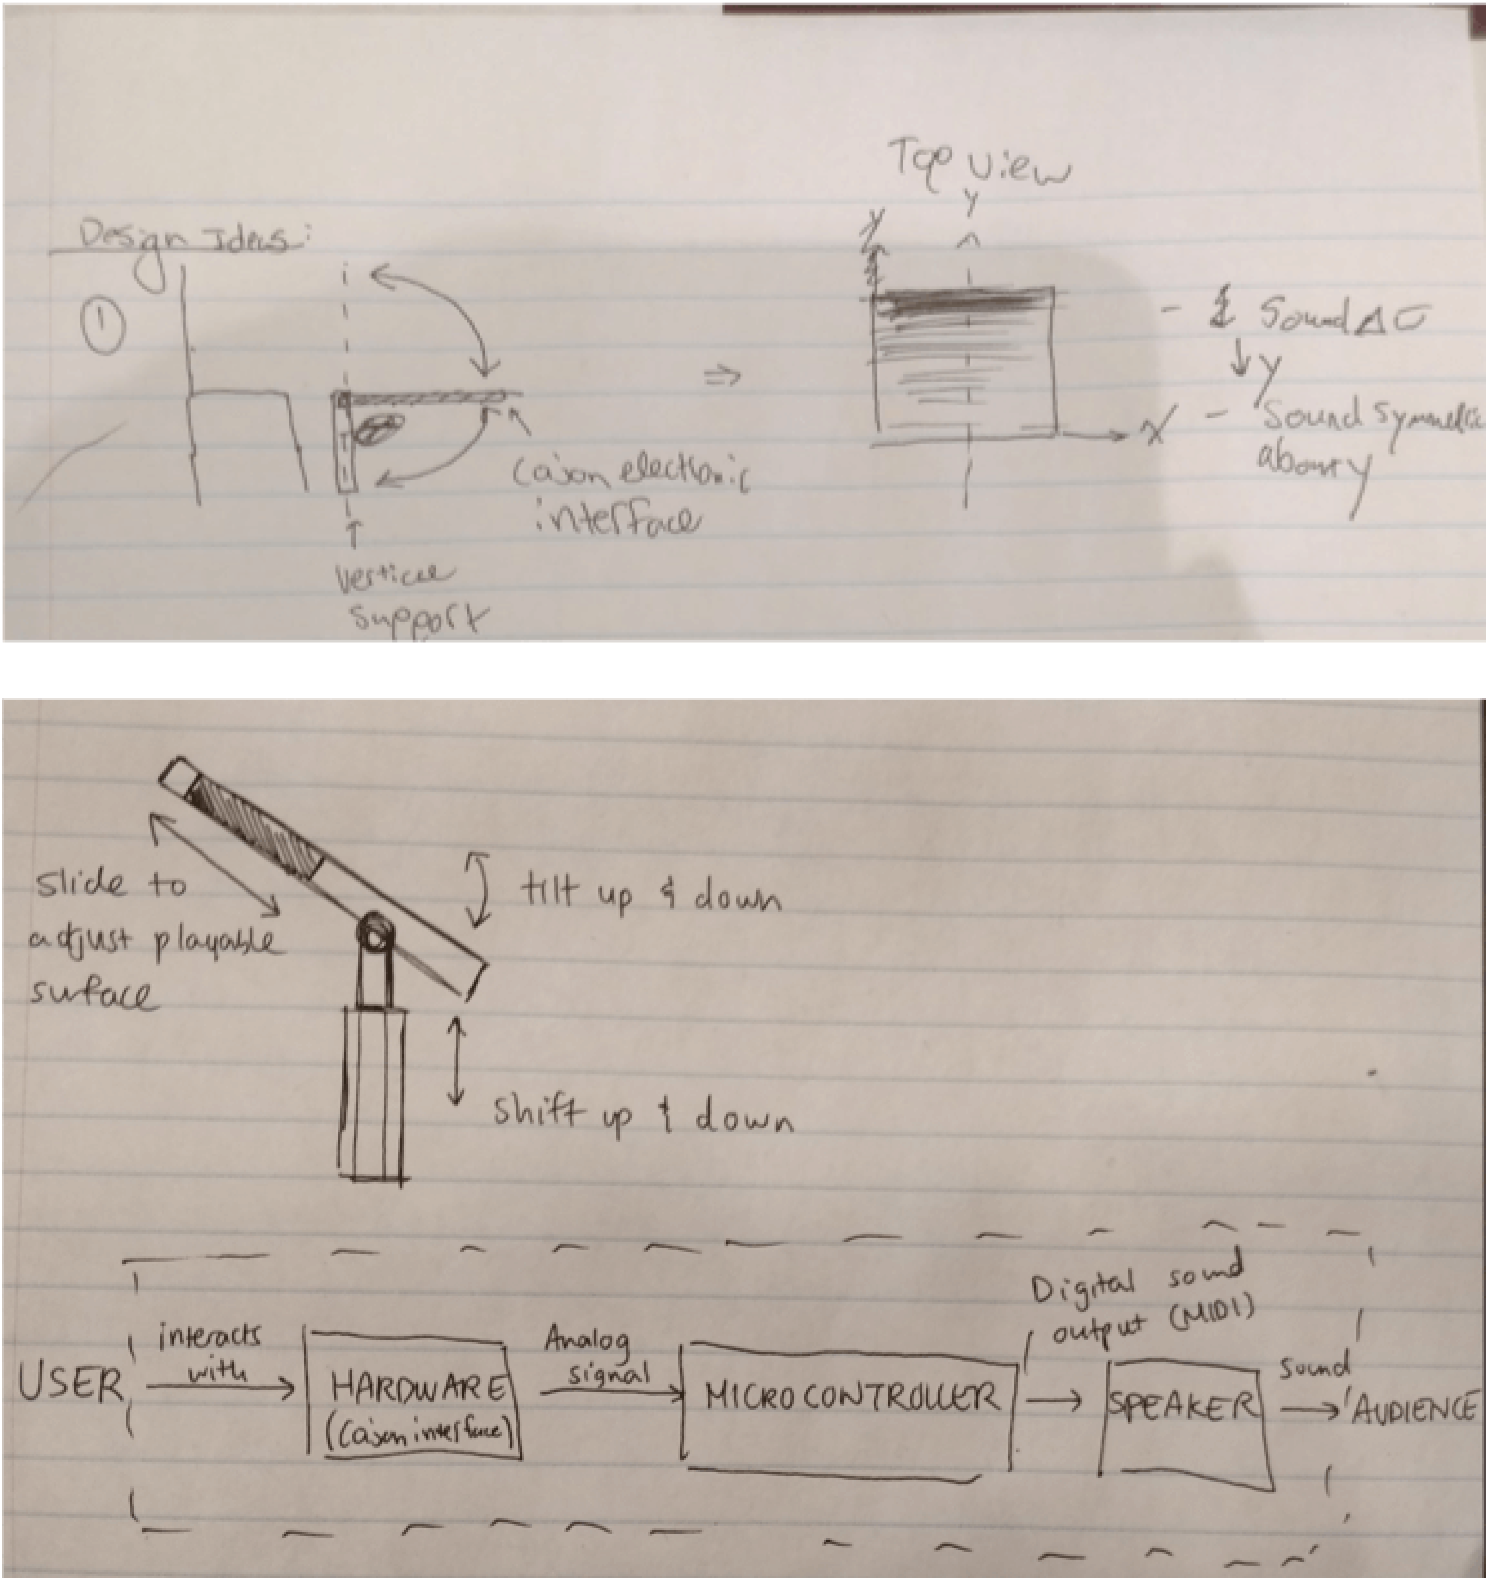 Top View
Y
Y
Design Ideas:
1
- Sound Δ
↓ Y
X
- Sound symmetric
about y
Cajon electronic
interface
vertical
support
slide to
adjust playable
surface
tilt up & down
shift up & down
Digital sound
output (MIDI)
interacts
with
Analog
signal
Sound
USER
HARDWARE
(Cajon interface)
MICROCONTROLLER
SPEAKER
AUDIENCE